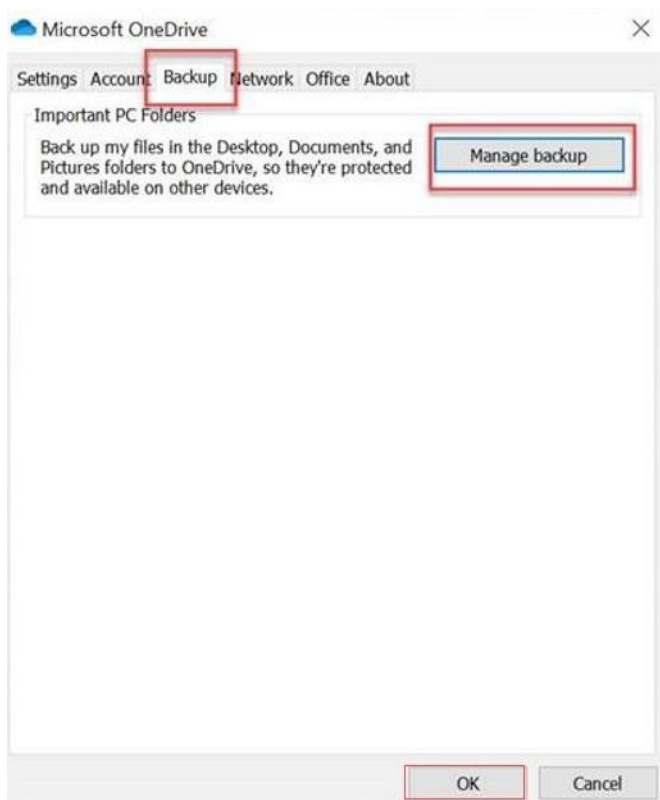 Microsoft OneDrive
Settings Account Backup Network Office About
Important PC Folders
Back up my files in the Desktop, Documents, and
Pictures folders to OneDrive, so they're protected
and available on other devices.
Manage backup
OK Cancel